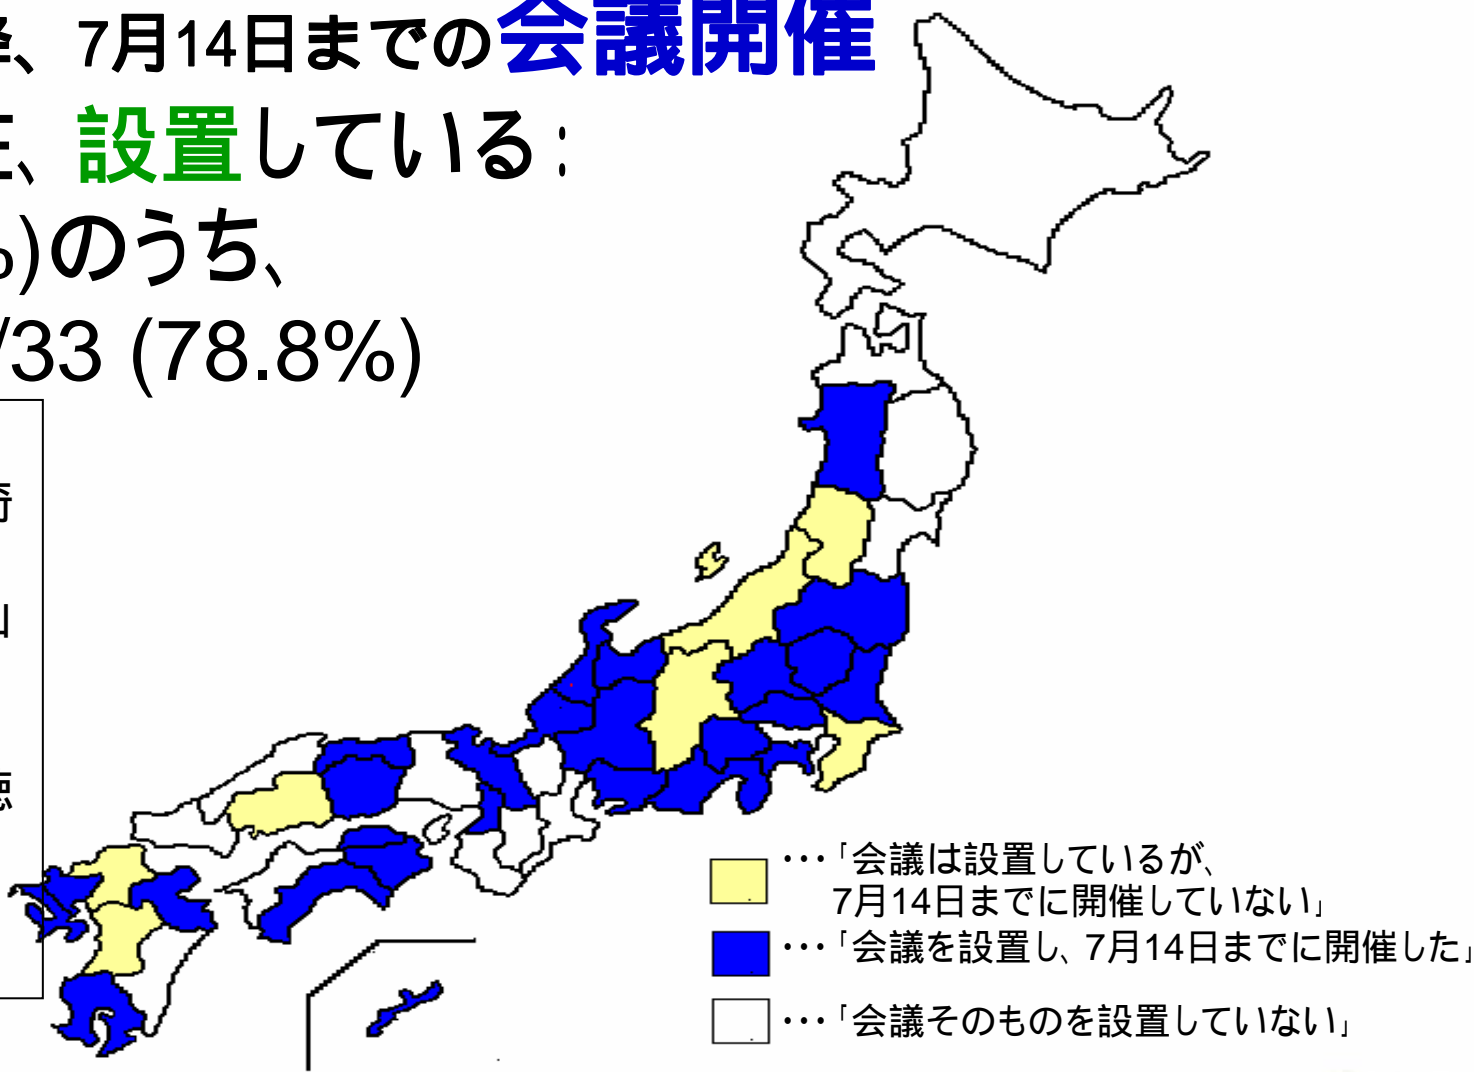 、7月14日までの会議開催
、設置している:
)のうち、
/33 (78.8%)
・・・「会議は設置しているが、
7月14日までに開催していない」
・・・「会議を設置し、7月14日までに開催した」
・・・「会議そのものを設置していない」